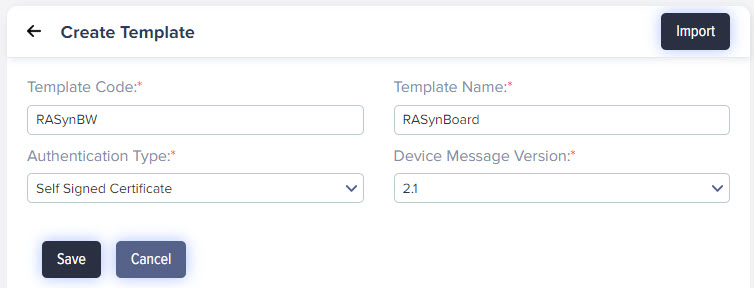 Create Template
Import
Template Code:*
Template Name:*
RASynBW
RASynBoard
Authentication Type:*
Device Message Version:*
Self Signed Certificate
2.1
Save
Cancel